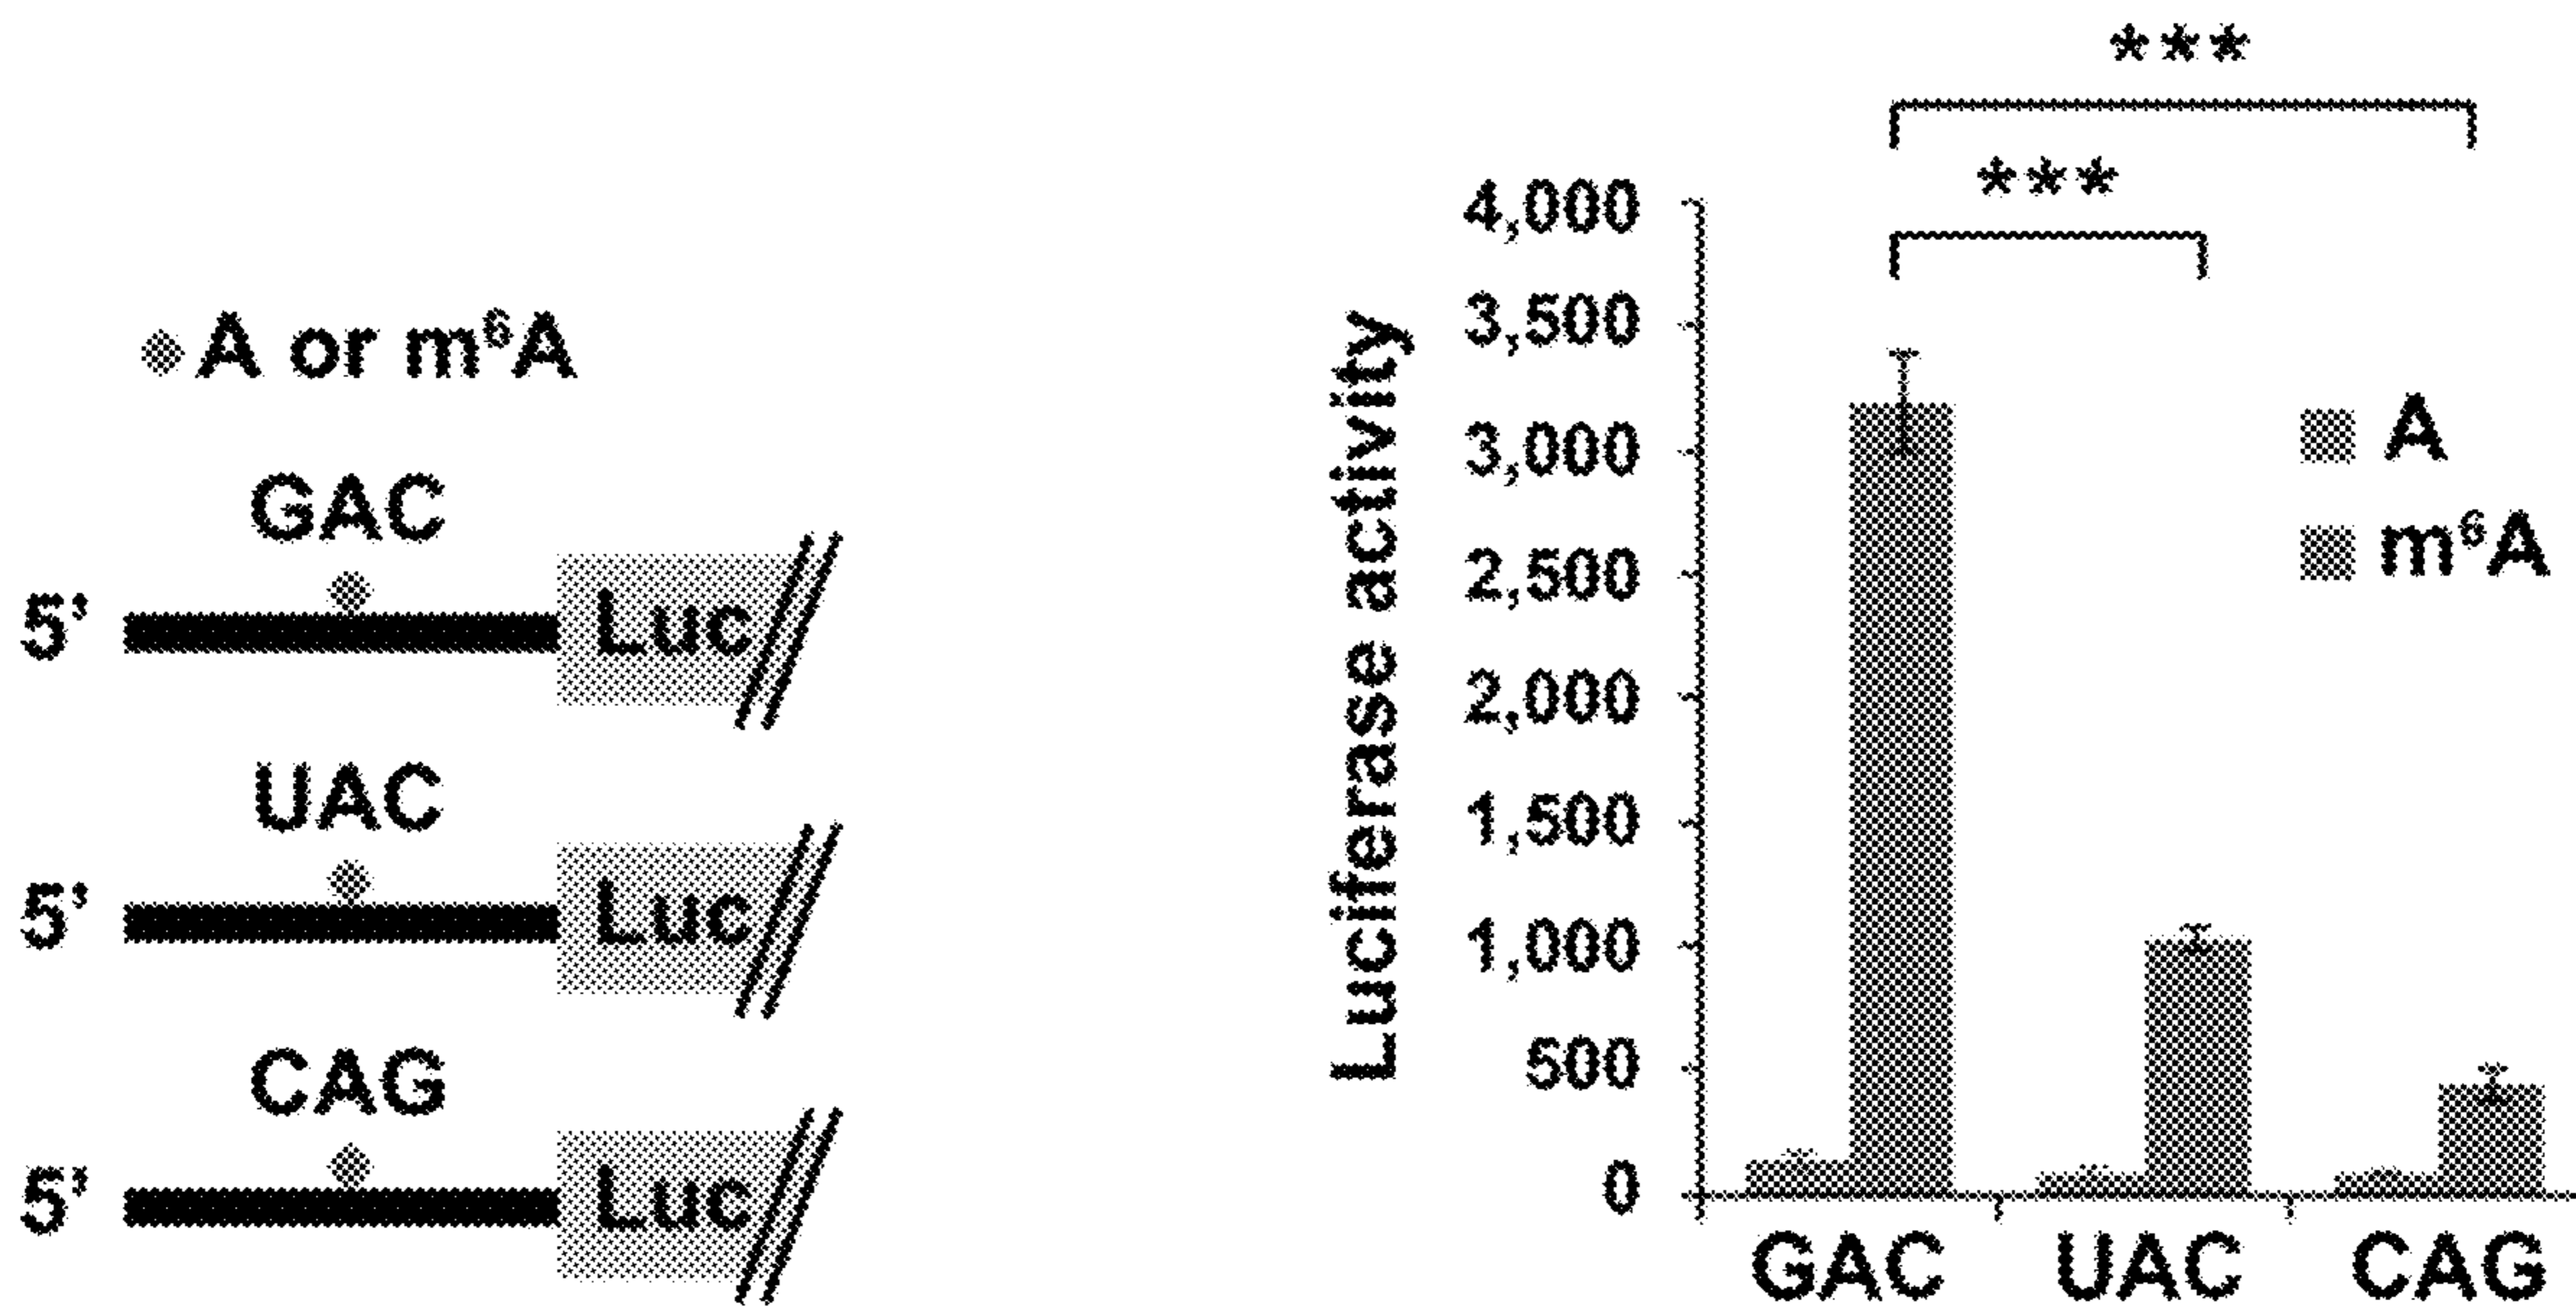 A or m⁶A
GAC
5' Luc
UAC
5' Luc
CAG
5' Luc
***
***
Luciferase activity
4,000
3,500
3,000
2,500
2,000
1,500
1,000
500
0
A
m⁶A
GAC UAC CAG